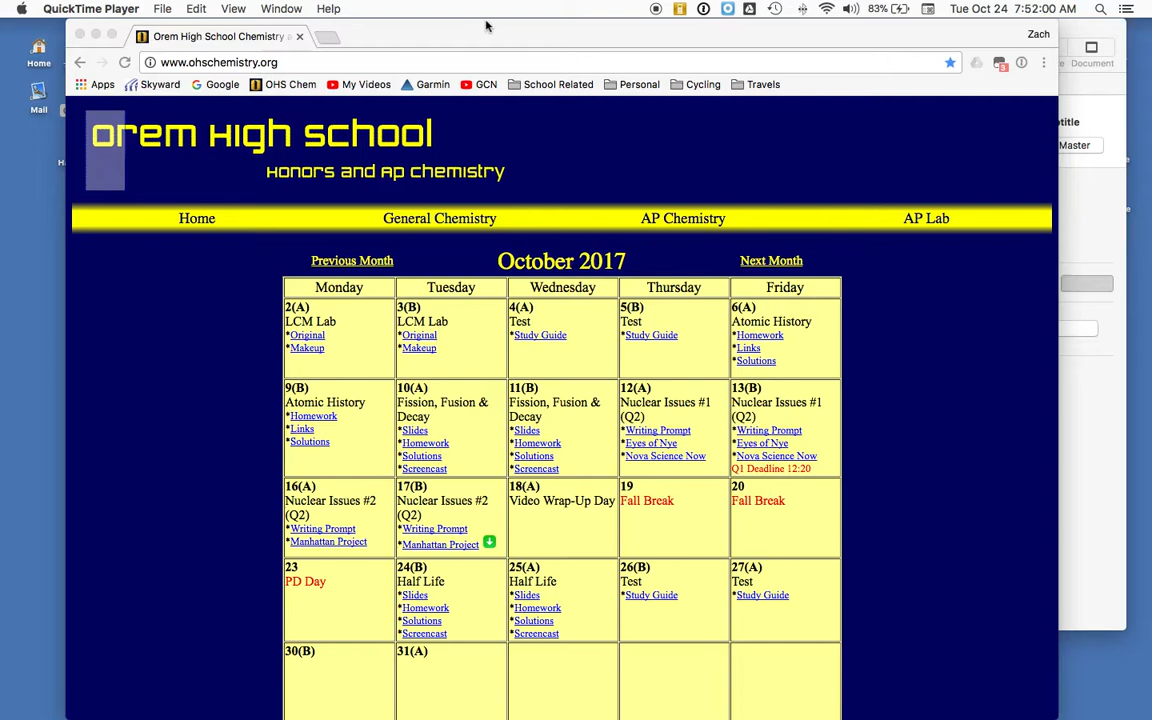 QuickTime Player File Edit View Window Help 83% Tue Oct 24 7:52:00 AM
Orem High School Chemistry a Zach
www.ohschemistry.org
Apps Skyward Google OHS Chem My Videos Garmin GCN School Related Personal Cycling Travels
Home
Mail
Document
Master
Orem High School
Honors and AP Chemistry
Home General Chemistry AP Chemistry AP Lab
Previous Month October 2017 Next Month
Monday Tuesday Wednesday Thursday Friday
2(A)
LCM Lab
*Original
*Makeup
3(B)
LCM Lab
*Original
*Makeup
4(A)
Test
*Study Guide
5(B)
Test
*Study Guide
6(A)
Atomic History
*Homework
*Links
*Solutions
9(B)
Atomic History
*Homework
*Links
*Solutions
10(A)
Fission, Fusion &
Decay
*Slides
*Homework
*Solutions
*Screencast
11(B)
Fission, Fusion &
Decay
*Slides
*Homework
*Solutions
*Screencast
12(A)
Nuclear Issues #1
(Q2)
*Writing Prompt
*Eyes of Nye
*Nova Science Now
13(B)
Nuclear Issues #1
(Q2)
*Writing Prompt
*Eyes of Nye
*Nova Science Now
Q1 Deadline 12:20
16(A)
Nuclear Issues #2
(Q2)
*Writing Prompt
*Manhattan Project
17(B)
Nuclear Issues #2
(Q2)
*Writing Prompt
*Manhattan Project
18(A)
Video Wrap-Up Day
19
Fall Break
20
Fall Break
23
PD Day
24(B)
Half Life
*Slides
*Homework
*Solutions
*Screencast
25(A)
Half Life
*Slides
*Homework
*Solutions
*Screencast
26(B)
Test
*Study Guide
27(A)
Test
*Study Guide
30(B)
31(A)